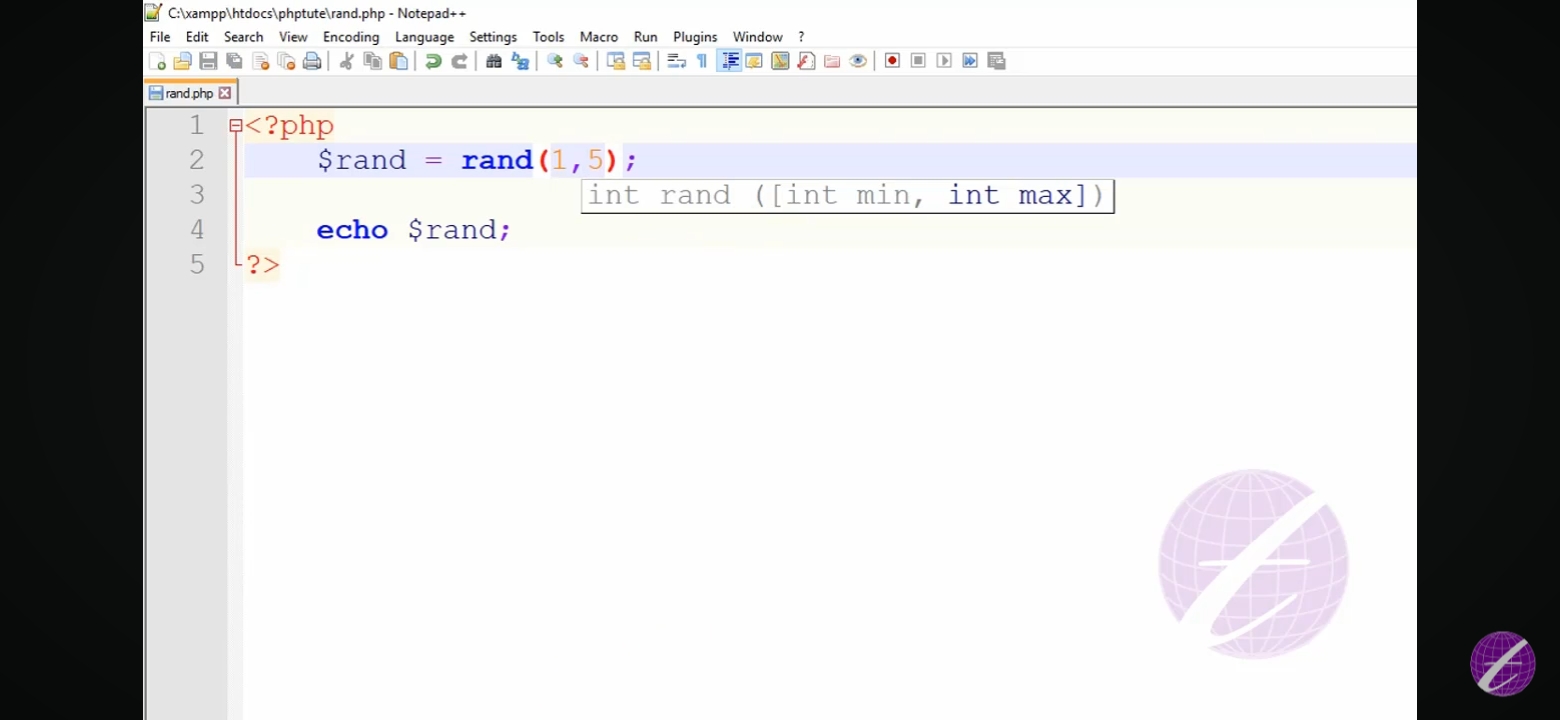 C:\xampp\htdocs\phptute\rand.php - Notepad++
File Edit Search View Encoding Language Settings Tools Macro Run Plugins Window ?
rand.php
1 <?php
2 $rand = rand(1,5);
3 int rand ([int min, int max])
4 echo $rand;
5 ?>